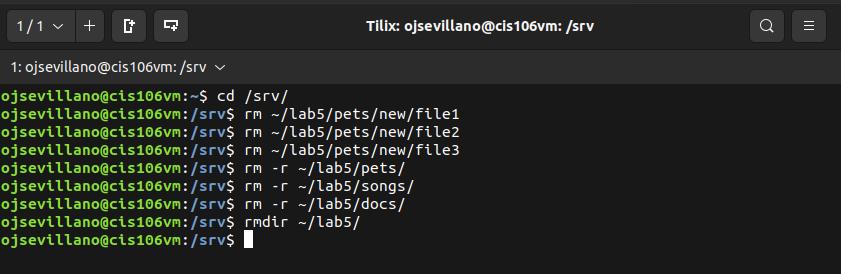 1 / 1
Tilix: ojsevillano@cis106vm: /srv
1: ojsevillano@cis106vm: /srv
ojsevillano@cis106vm:~$ cd /srv/
ojsevillano@cis106vm:/srv$ rm ~/lab5/pets/new/file1
ojsevillano@cis106vm:/srv$ rm ~/lab5/pets/new/file2
ojsevillano@cis106vm:/srv$ rm ~/lab5/pets/new/file3
ojsevillano@cis106vm:/srv$ rm -r ~/lab5/pets/
ojsevillano@cis106vm:/srv$ rm -r ~/lab5/songs/
ojsevillano@cis106vm:/srv$ rm -r ~/lab5/docs/
ojsevillano@cis106vm:/srv$ rmdir ~/lab5/
ojsevillano@cis106vm:/srv$